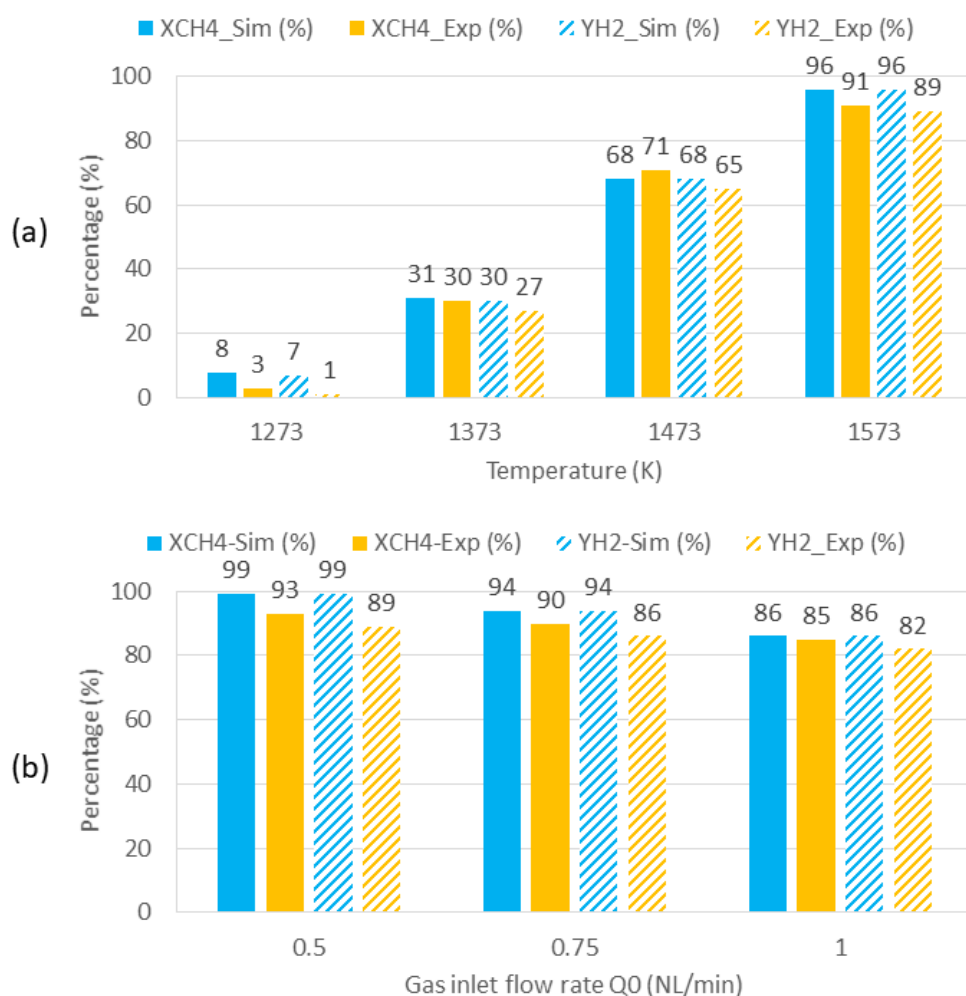 XCH4_Sim (%) XCH4_Exp (%) YH2_Sim (%) YH2_Exp (%)
(a)
Percentage (%)
100
80
60
40
20
0
8 3 7 1
31 30 30 27
68 71 68 65
96 91 96 89
1273 1373 1473 1573
Temperature (K)
XCH4-Sim (%) XCH4-Exp (%) YH2-Sim (%) YH2_Exp (%)
(b)
Percentage (%)
100
80
60
40
20
0
99 93 99 89
94 90 94 86
86 85 86 82
0.5 0.75 1
Gas inlet flow rate Q0 (NL/min)